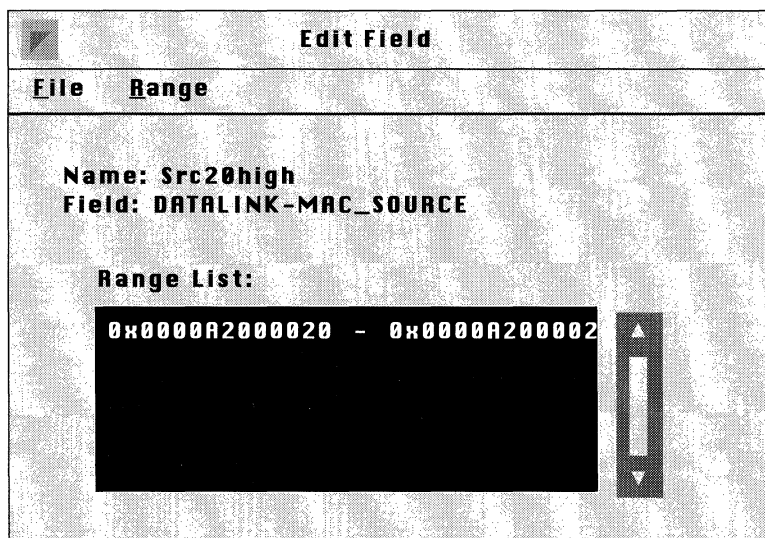 Edit Field
File Range
Name: Src20high
Field: DATALINK-MAC_SOURCE
Range List:
0x0000A2000020 - 0x0000A200002